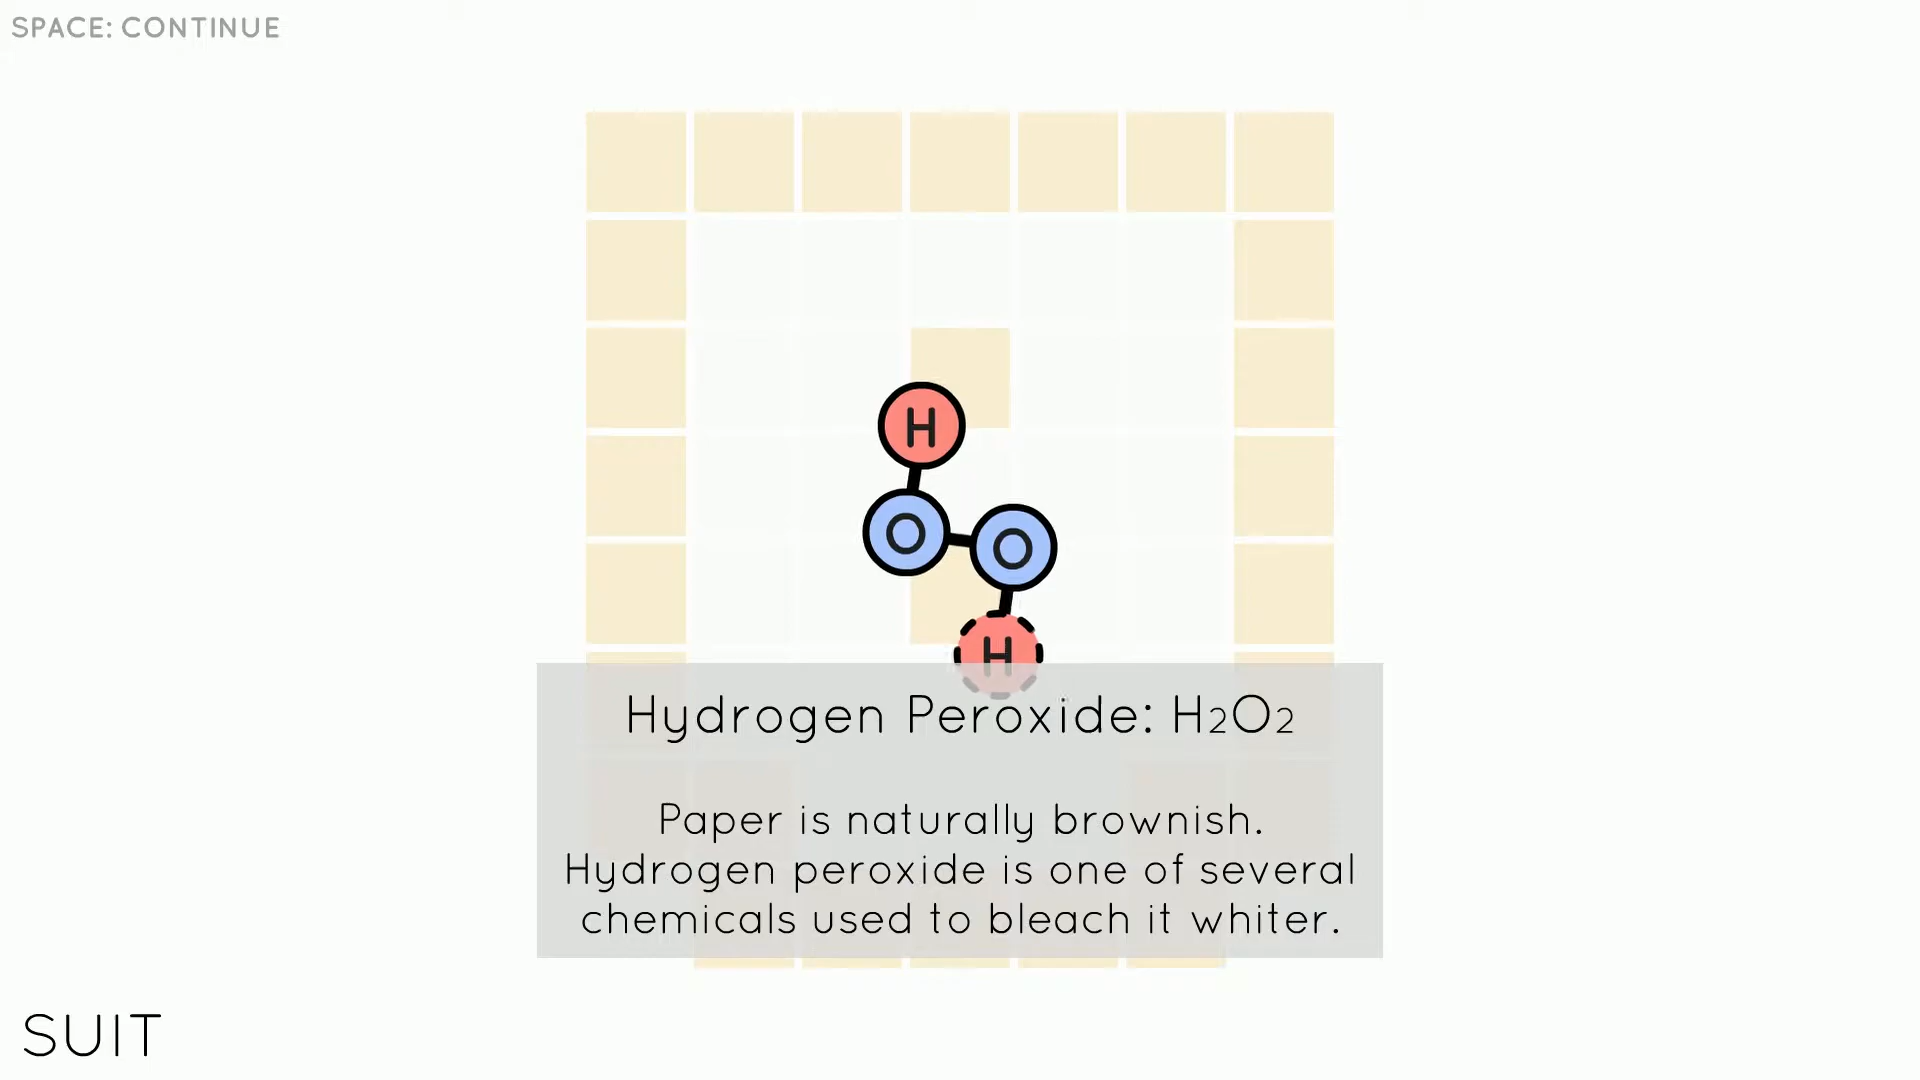 SPACE: CONTINUE
H
O
O
H
Hydrogen Peroxide: H2O2
Paper is naturally brownish.
Hydrogen peroxide is one of several
chemicals used to bleach it whiter.
SUIT